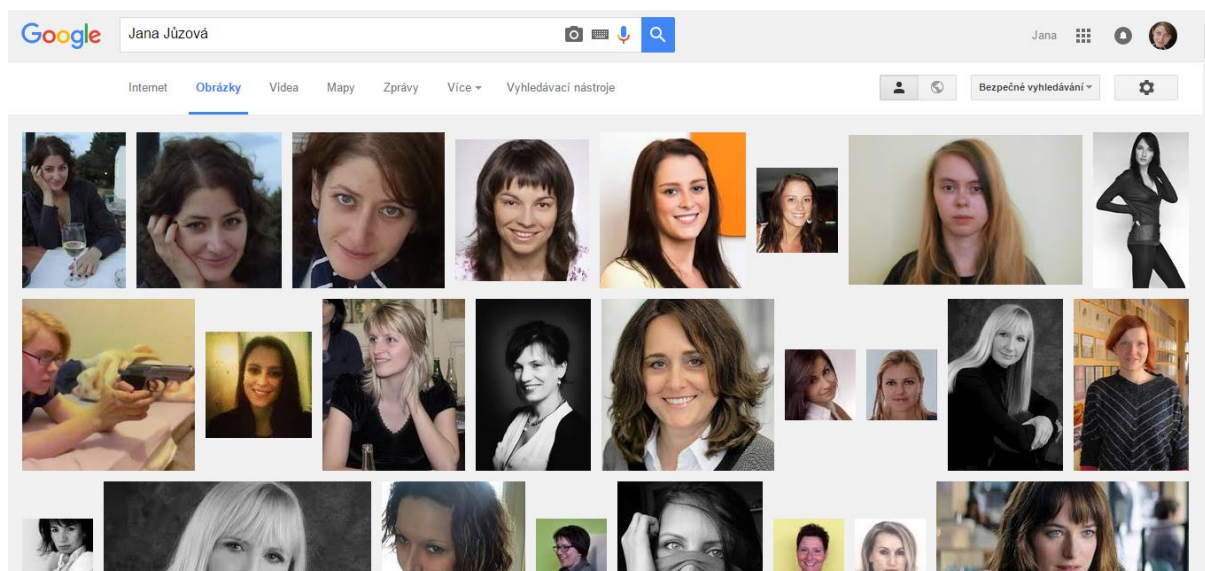 Google Jana Jůzová Jana
Internet Obrázky Videa Mapy Zprávy Více Vyhledávací nástroje Bezpečné vyhledávání